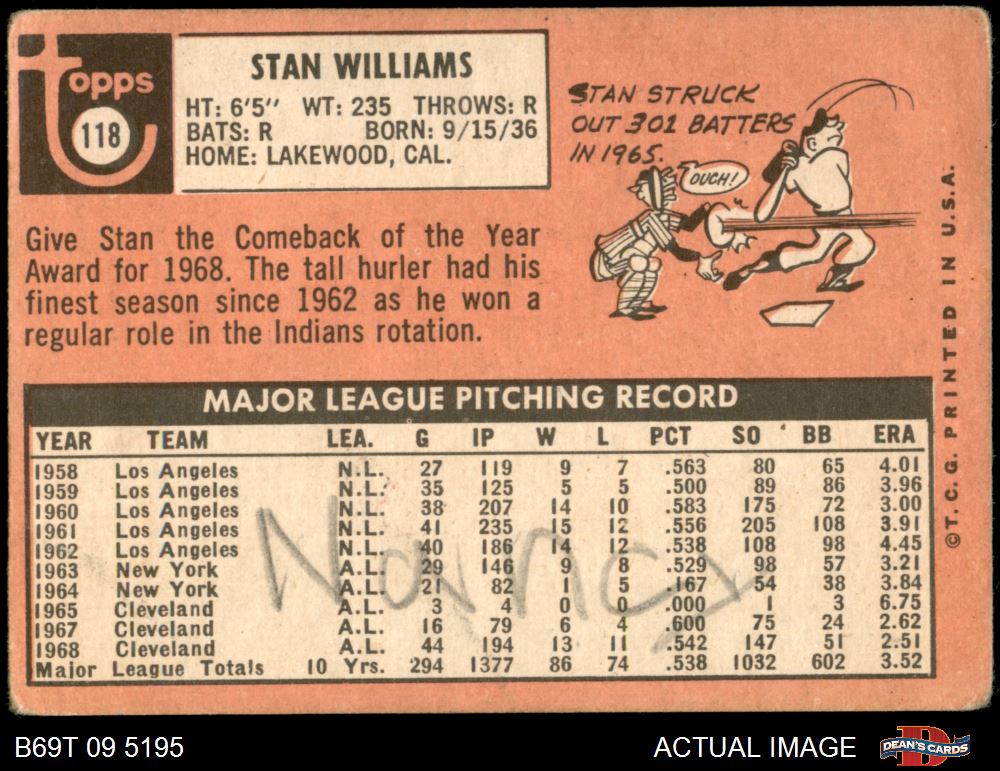 Topps
118
STAN WILLIAMS
HT: 6'5" WT: 235 THROWS: R
BATS: R BORN: 9/15/36
HOME: LAKEWOOD, CAL.
Give Stan the Comeback of the Year
Award for 1968. The tall hurler had his
finest season since 1962 as he won a
regular role in the Indians rotation.
STAN STRUCK
OUT 301 BATTERS
IN 1965.
OUCH!
©T.C.G. PRINTED IN U.S.A.
MAJOR LEAGUE PITCHING RECORD
YEAR TEAM LEA. G IP W L PCT SO BB ERA
1958 Los Angeles N.L. 27 119 9 7 .563 80 65 4.01
1959 Los Angeles N.L. 35 125 5 5 .500 89 86 3.96
1960 Los Angeles N.L. 38 207 14 10 .583 175 72 3.00
1961 Los Angeles N.L. 41 235 15 12 .556 205 108 3.91
1962 Los Angeles N.L. 40 186 14 12 .538 108 98 4.45
1963 New York A.L. 29 146 9 8 .529 98 57 3.21
1964 New York A.L. 21 82 1 5 .167 54 38 3.84
1965 Cleveland A.L. 3 4 0 0 .000 1 3 6.75
1967 Cleveland A.L. 16 79 6 4 .600 75 24 2.62
1968 Cleveland A.L. 44 194 13 11 .542 147 51 2.51
Major League Totals 10 Yrs. 294 1377 86 74 .538 1032 602 3.52
Nancy
B69T 09 5195
ACTUAL IMAGE
DEAN'S CARDS